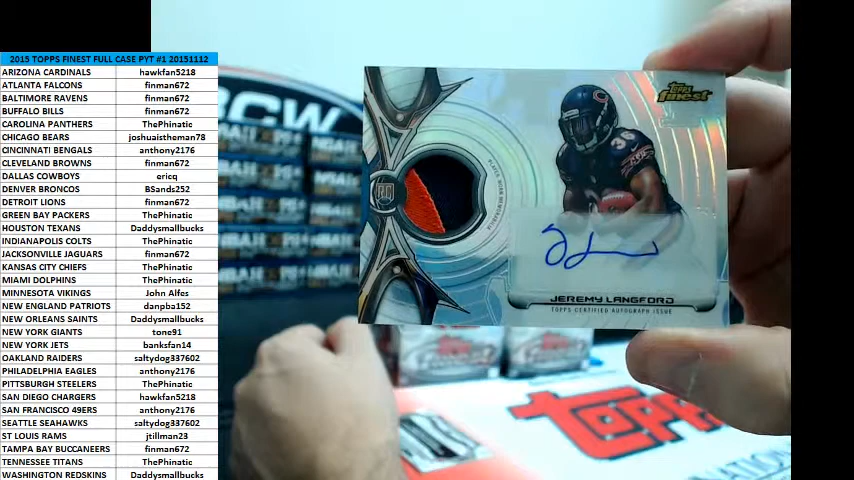 2015 TOPPS FINEST FULL CASE PYT #1 20151112
ARIZONA CARDINALS hawkfan5218
ATLANTA FALCONS finman672
BALTIMORE RAVENS finman672
BUFFALO BILLS finman672
CAROLINA PANTHERS ThePhinatic
CHICAGO BEARS joshuaistheman78
CINCINNATI BENGALS anthony2176
CLEVELAND BROWNS finman672
DALLAS COWBOYS ericq
DENVER BRONCOS BSands252
DETROIT LIONS finman672
GREEN BAY PACKERS ThePhinatic
HOUSTON TEXANS Daddysmallbucks
INDIANAPOLIS COLTS ThePhinatic
JACKSONVILLE JAGUARS finman672
KANSAS CITY CHIEFS ThePhinatic
MIAMI DOLPHINS ThePhinatic
MINNESOTA VIKINGS John Alfes
NEW ENGLAND PATRIOTS danpba152
NEW ORLEANS SAINTS Daddysmallbucks
NEW YORK GIANTS tone91
NEW YORK JETS banksfan14
OAKLAND RAIDERS saltydog337602
PHILADELPHIA EAGLES anthony2176
PITTSBURGH STEELERS ThePhinatic
SAN DIEGO CHARGERS hawkfan5218
SAN FRANCISCO 49ERS anthony2176
SEATTLE SEAHAWKS saltydog337602
ST LOUIS RAMS jtillman23
TAMPA BAY BUCCANEERS finman672
TENNESSEE TITANS ThePhinatic
WASHINGTON REDSKINS Daddysmallbucks
BCW
TOPPS
finest
RC
36
JEREMY LANGFORD
TOPPS CERTIFIED AUTOGRAPH ISSUE
TOPPS